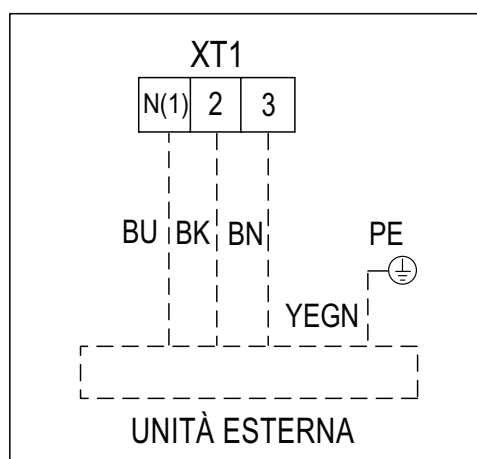 XT1
N(1) 2 3
BU BK BN PE
YEGN
UNITÀ ESTERNA